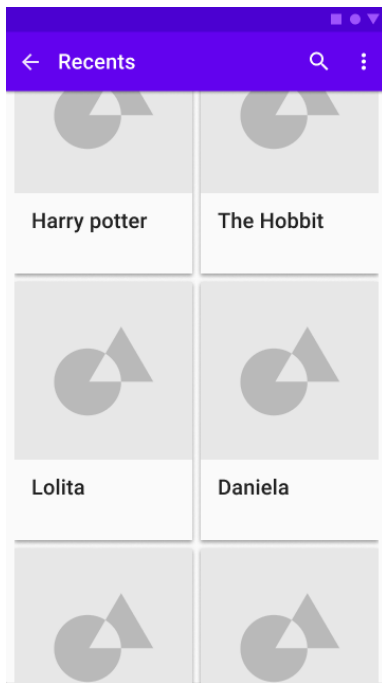 Recents
Harry potter
The Hobbit
Lolita
Daniela